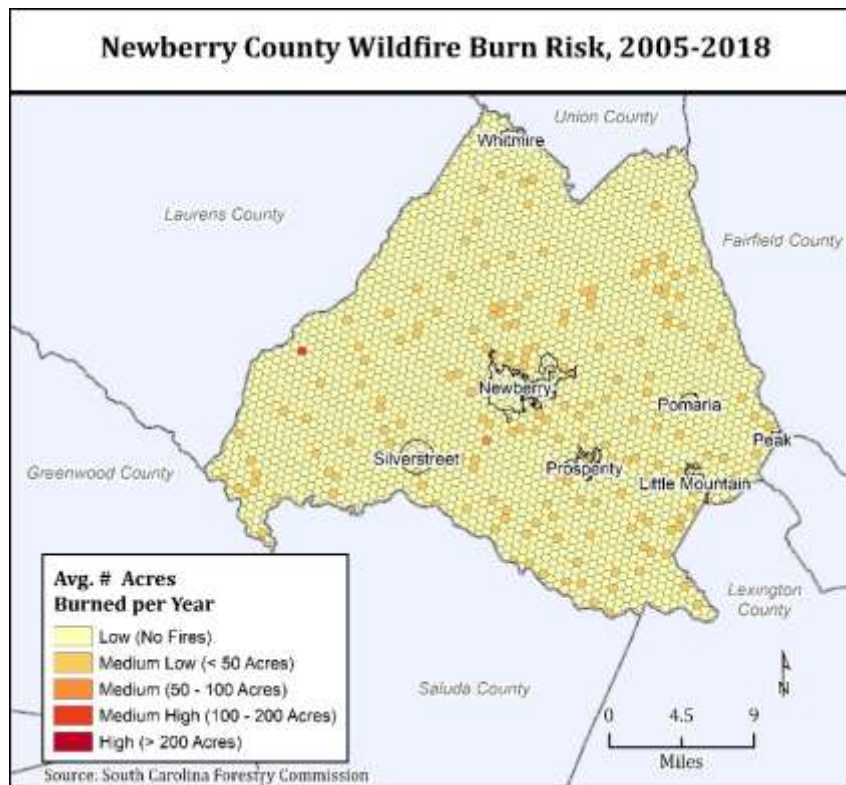 Newberry County Wildfire Burn Risk, 2005-2018
Union County
Whitmire
Laurens County
Fairfield County
Newberry
Pomaria
Peak
Silverstreet
Prosperity
Greenwood County
Little Mountain
Avg. # Acres
Burned per Year
Low (No Fires)
Medium Low (< 50 Acres)
Medium (50 - 100 Acres)
Medium High (100 - 200 Acres)
High (> 200 Acres)
Lexington
County
Saluda County
N
0 4.5 9
Miles
Source: South Carolina Forestry Commission